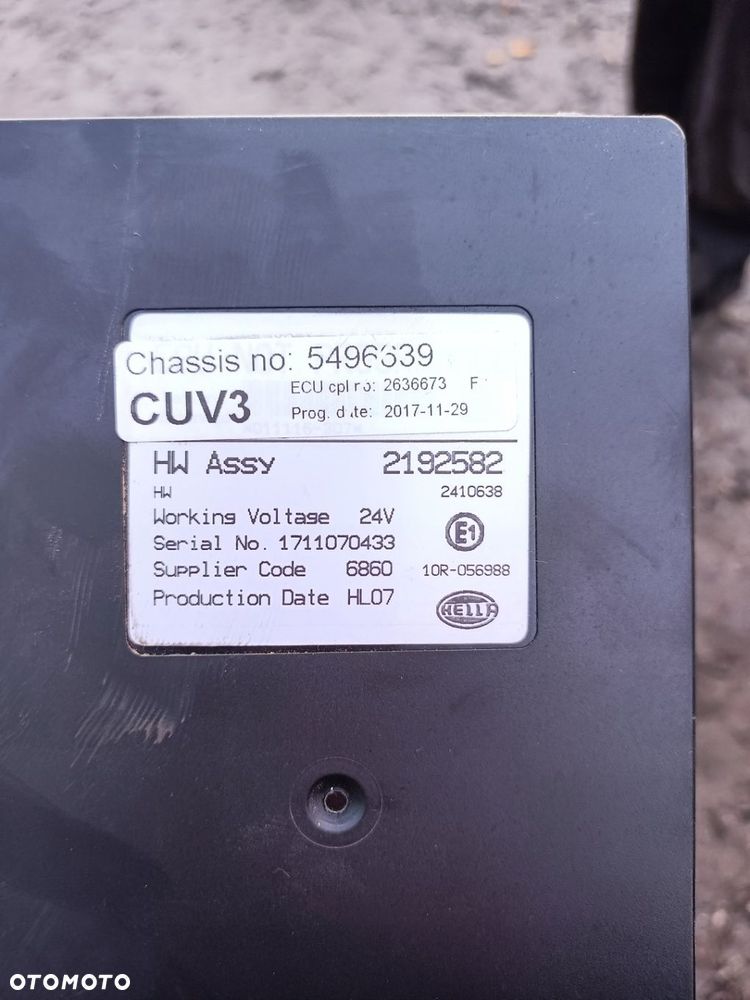 Chassis no: 5496639
ECU cpl no: 2636673
CUV3
Prog. date: 2017-11-29
HW Assy 2192582
HW 2410638
Working Voltage 24V
E1
Serial No. 1711070433
Supplier Code 6860 10R-056988
Production Date HL07
HELLA
OTOMOTO